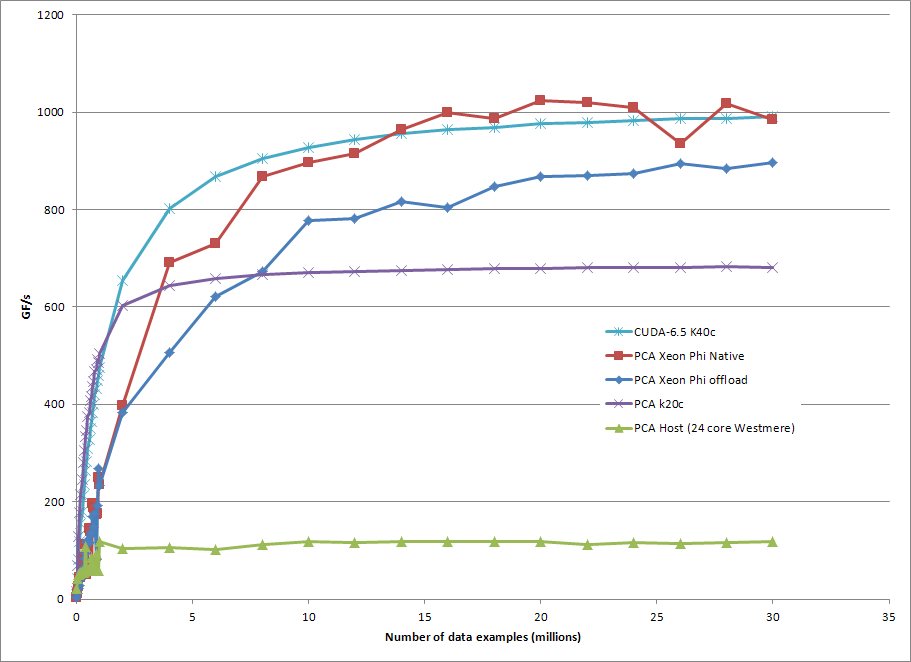 1200
1000
800
600
400
200
0
GF/s
CUDA-6.5 K40c
PCA Xeon Phi Native
PCA Xeon Phi offload
PCA k20c
PCA Host (24 core Westmere)
0 5 10 15 20 25 30 35
Number of data examples (millions)